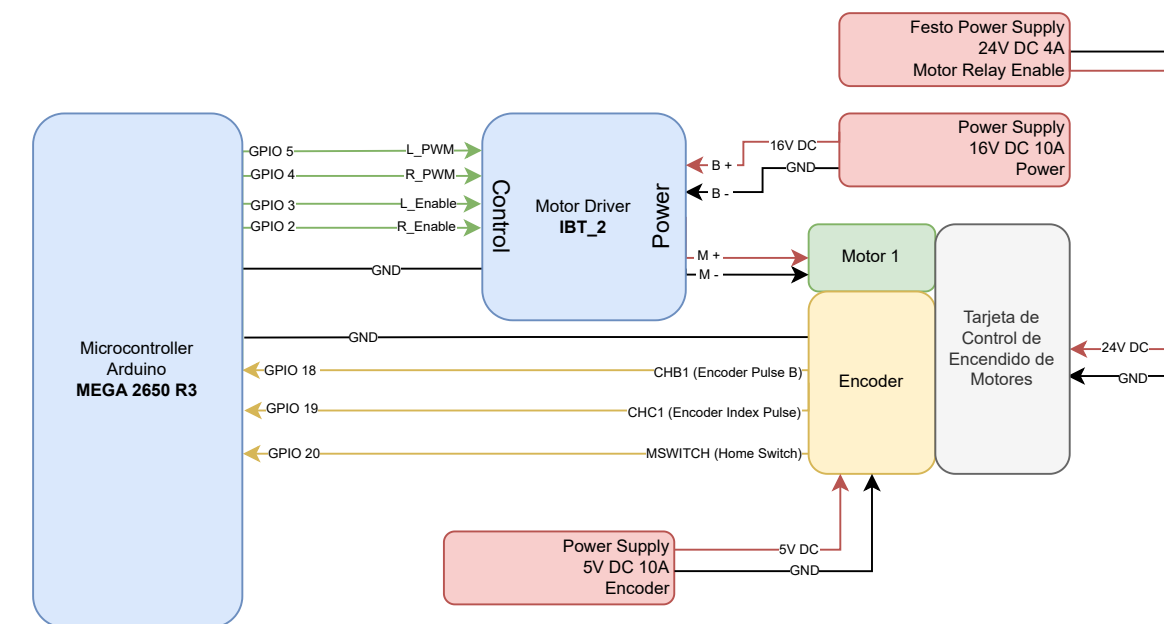 Festo Power Supply
24V DC 4A
Motor Relay Enable
Power Supply
16V DC 10A
Power
16V DC
GND
B +
B -
GPIO 5
L_PWM
GPIO 4
R_PWM
GPIO 3
L_Enable
GPIO 2
R_Enable
GND
Control
Motor Driver
IBT_2
Power
M +
M -
Motor 1
Microcontroller
Arduino
MEGA 2650 R3
GND
GPIO 18
CHB1 (Encoder Pulse B)
GPIO 19
CHC1 (Encoder Index Pulse)
GPIO 20
MSWITCH (Home Switch)
Encoder
Tarjeta de
Control de
Encendido de
Motores
24V DC
GND
Power Supply
5V DC 10A
Encoder
5V DC
GND